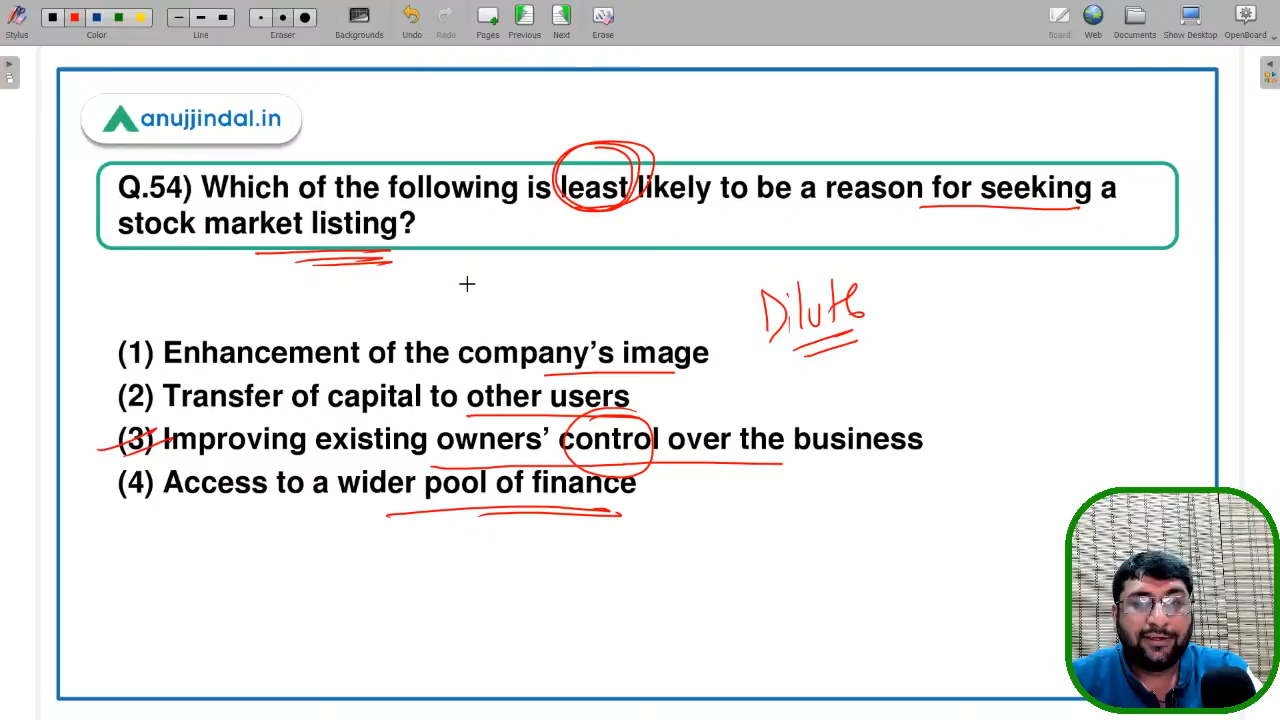 Stylus
Color
Line
Eraser
Backgrounds
Undo
Redo
Pages
Previous
Next
Erase
Board
Web
Documents
Show Desktop
OpenBoard
anujjindal.in
Q.54) Which of the following is least likely to be a reason for seeking a
stock market listing?
Dilute
(1) Enhancement of the company's image
(2) Transfer of capital to other users
(3) Improving existing owners' control over the business
(4) Access to a wider pool of finance